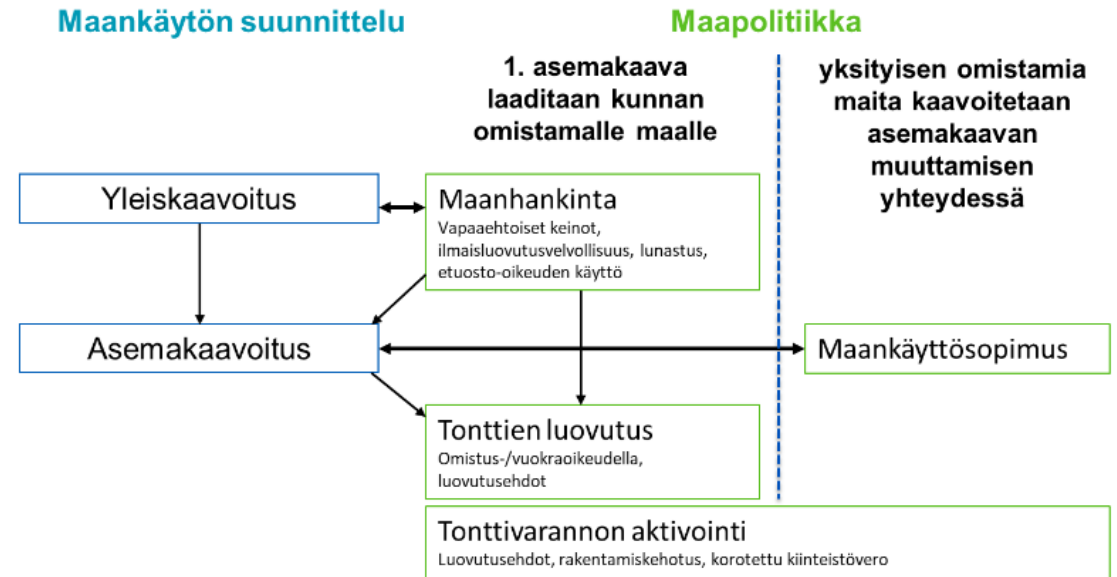 Maankäytön suunnittelu
Maapolitiikka
1. asemakaava
laaditaan kunnan
omistamalle maalle
yksityisen omistamia
maita kaavoitetaan
asemakaavan
muuttamisen
yhteydessä
Yleiskaavoitus
Maanhankinta
Vapaaehtoiset keinot,
ilmaisluovutusvelvollisuus, lunastus,
etuosto-oikeuden käyttö
Asemakaavoitus
Maankäyttösopimus
Tonttien luovutus
Omistus-/vuokraoikeudella,
luovutusehdot
Tonttivarannon aktivointi
Luovutusehdot, rakentamiskehotus, korotettu kiinteistövero